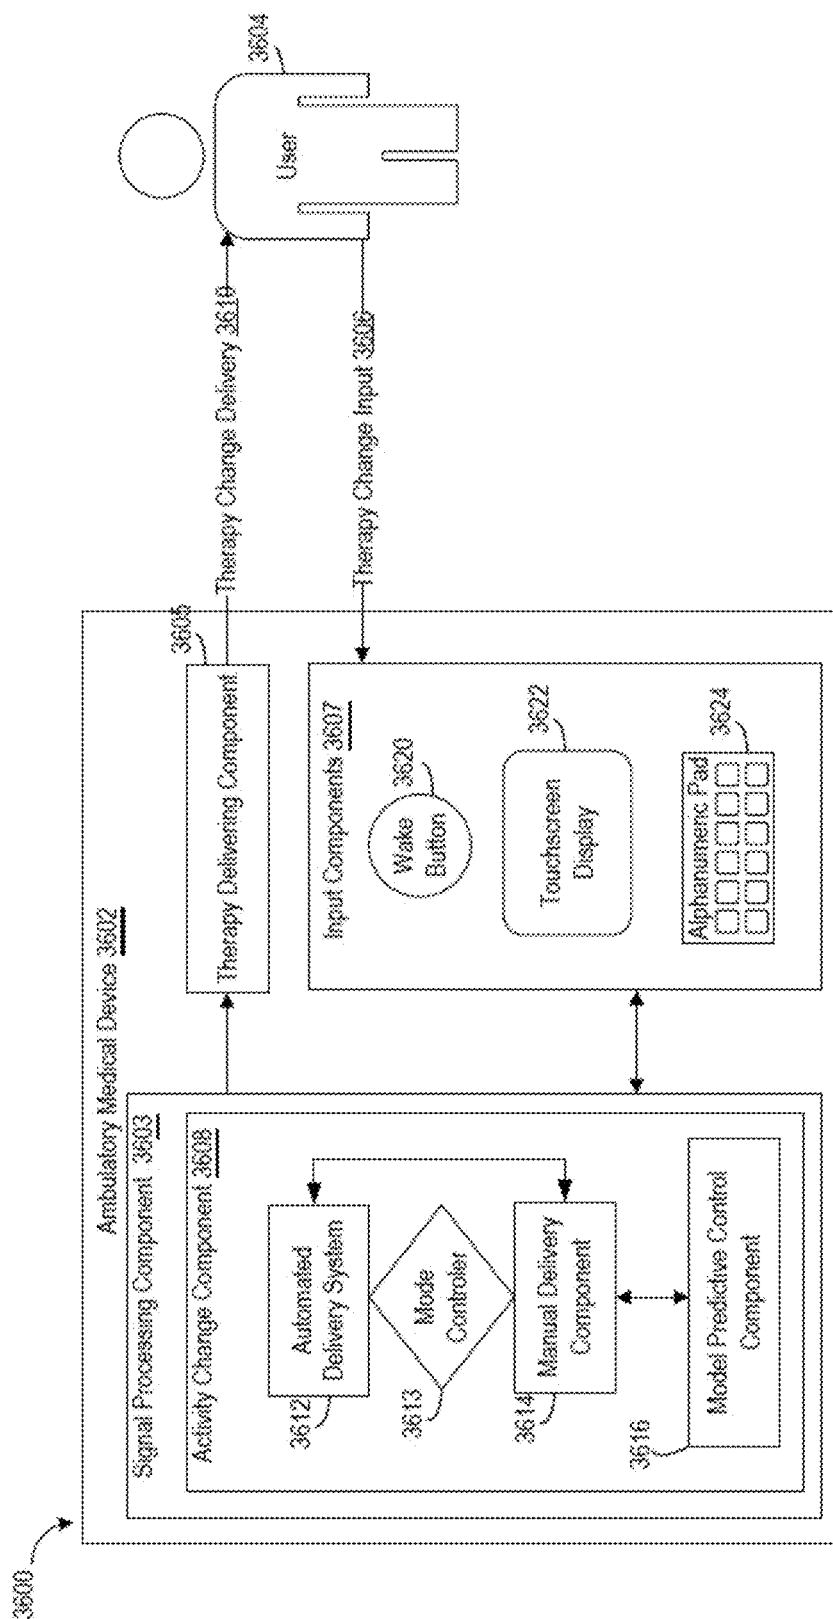 3600
Ambulatory Medical Device 3602
Signal Processing Component 3603
Activity Change Component 3608
Automated
Delivery System
3612
Mode
Controler
3613
Manual Delivery
Component
3614
Model Predictive Control
Component
3616
Therapy Delivering Component
3605
Input Components 3607
Wake
Button
3620
Touchscreen
Display
3622
Alphanumeric Pad
3624
Therapy Change Delivery 3610
Therapy Change Input 3606
User
3604